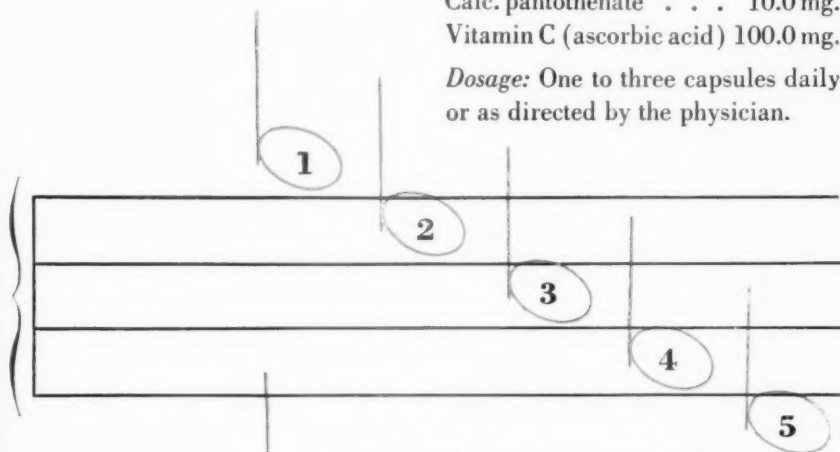 Calc. pantothenate . . . 10.0 mg.
Vitamin C (ascorbic acid) 100.0 mg.
Dosage: One to three capsules daily
or as directed by the physician.
1
2
3
4
5